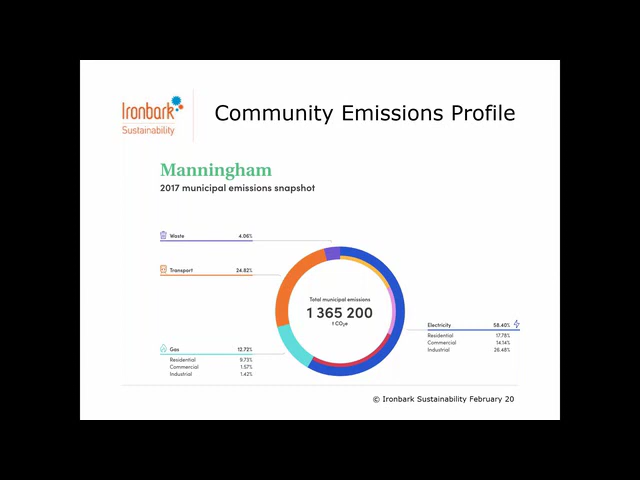 Ironbark
Sustainability
Community Emissions Profile
Manningham
2017 municipal emissions snapshot
Waste 4.06%
Transport 24.82%
Total municipal emissions
1 365 200
t CO₂e
Electricity 58.40%
Residential 17.78%
Commercial 14.14%
Industrial 26.48%
Gas 12.72%
Residential 9.73%
Commercial 1.57%
Industrial 1.42%
© Ironbark Sustainability February 20